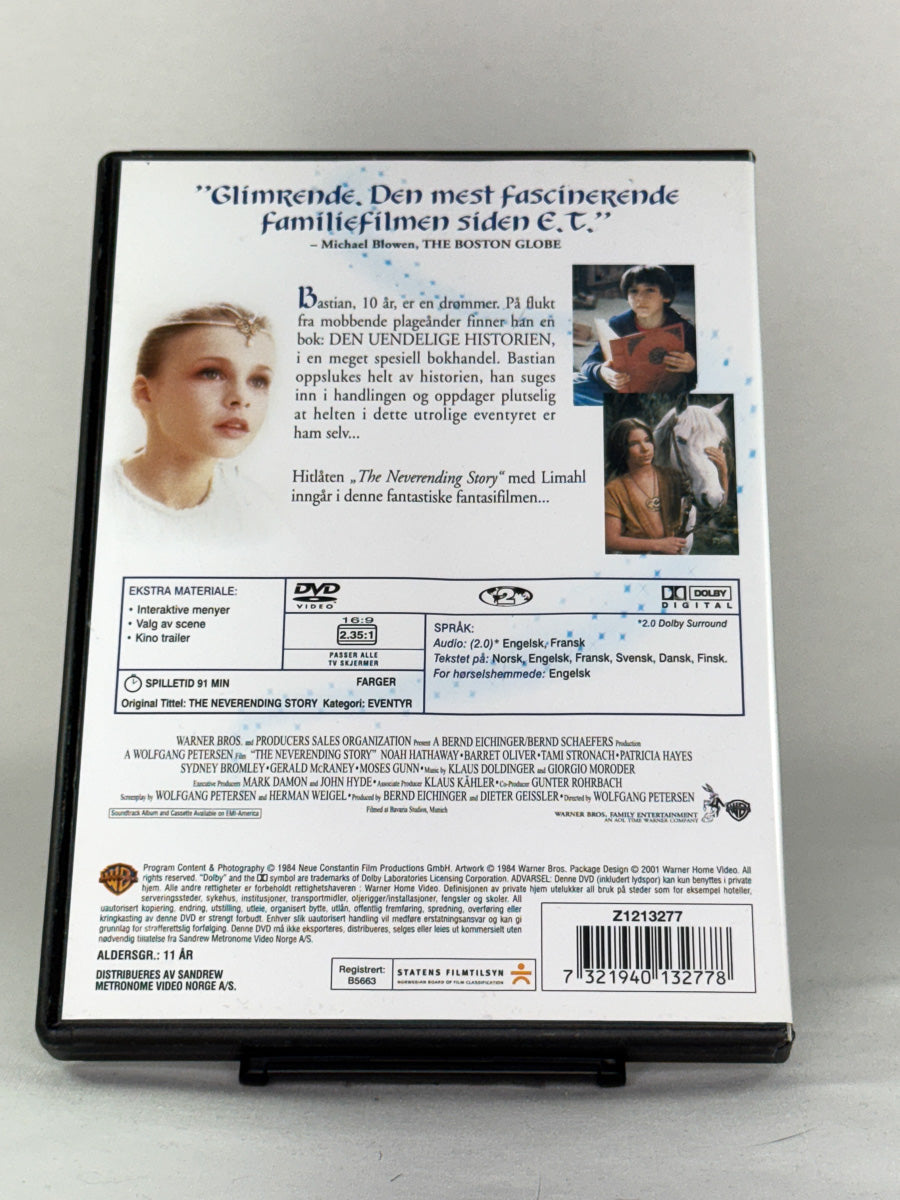 "Glimrende. Den mest fascinerende
familiefilmen siden E.T."
– Michael Blowen, THE BOSTON GLOBE
Bastian, 10 år, er en drømmer. På flukt
fra mobbende plageånder finner han en
bok: DEN UENDELIGE HISTORIEN,
i en meget spesiell bokhandel. Bastian
oppslukes helt av historien, han suges
inn i handlingen og oppdager plutselig
at helten i dette utrolige eventyret er
ham selv...
Hitlåten „The Neverending Story" med Limahl
inngår i denne fantastiske fantasifilmen...
EKSTRA MATERIALE:
• Interaktive menyer
• Valg av scene
• Kino trailer
DVD
VIDEO
2
DOLBY
DIGITAL
16:9
2.35:1
PASSER ALLE
TV SKJERMER
*2.0 Dolby Surround
SPRÅK:
Audio: (2.0)* Engelsk, Fransk
Tekstet på: Norsk, Engelsk, Fransk, Svensk, Dansk, Finsk.
For hørselshemmede: Engelsk
SPILLETID 91 MIN FARGER
Original Tittel: THE NEVERENDING STORY Kategori: EVENTYR
WARNER BROS. and PRODUCERS SALES ORGANIZATION Present A BERND EICHINGER/BERND SCHAEFERS Production
A WOLFGANG PETERSEN Film "THE NEVERENDING STORY" NOAH HATHAWAY • BARRET OLIVER • TAMI STRONACH • PATRICIA HAYES
SYDNEY BROMLEY • GERALD McRANEY • MOSES GUNN • Music by KLAUS DOLDINGER and GIORGIO MORODER
Executive Producers MARK DAMON and JOHN HYDE • Associate Producer KLAUS KÄHLER • Co-Producer GUNTER ROHRBACH
Screenplay by WOLFGANG PETERSEN and HERMAN WEIGEL • Produced by BERND EICHINGER and DIETER GEISSLER • Directed by WOLFGANG PETERSEN
Soundtrack Album and Cassette Available on EMI-America
Filmed at Bavaria Studios, Munich
WARNER BROS. FAMILY ENTERTAINMENT
AN AOL TIME WARNER COMPANY
Program Content & Photography © 1984 Neue Constantin Film Productions GmbH. Artwork © 1984 Warner Bros. Package Design © 2001 Warner Home Video. All
rights reserved. "Dolby" and the DD symbol are trademarks of Dolby Laboratories Licensing Corporation. ADVARSEL: Denne DVD (inkludert lydspor) kan kun benyttes i private
hjem. Alle andre rettigheter er forbeholdt rettighetshaveren : Warner Home Video. Definisjonen av private hjem utelukker all bruk på steder som for eksempel hoteller,
serveringssteder, sykehus, institusjoner, transportmidler, oljerigger/installasjoner, fengsler og skoler. All
uautorisert kopiering, endring, utstilling, utleie, organisert bytte, utlån, offentlig fremføring, spredning, overføring eller
kringkasting av denne DVD er strengt forbudt. Enhver slik uautorisert handling vil medføre erstatningsansvar og kan gi
grunnlag for strafferettslig forfølging. Denne DVD må ikke eksporteres, distribueres, selges eller leies ut kommersielt uten
nødvendig tillatelse fra Sandrew Metronome Video Norge A/S.
ALDERSGR.: 11 ÅR
DISTRIBUERES AV SANDREW
METRONOME VIDEO NORGE A/S.
Registrert:
B5663
STATENS FILMTILSYN
NORWEGIAN BOARD OF FILM CLASSIFICATION
Z1213277
7 321940 132778